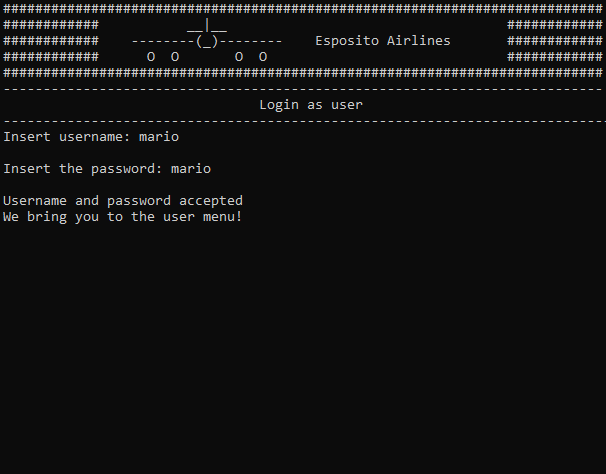 ###########################################################################
############           __|__                                   ############
############    --------(_)--------    Esposito Airlines       ############
############      O  O       O  O                              ############
###########################################################################
---------------------------------------------------------------------------
Login as user
---------------------------------------------------------------------------
Insert username: mario
Insert the password: mario
Username and password accepted
We bring you to the user menu!